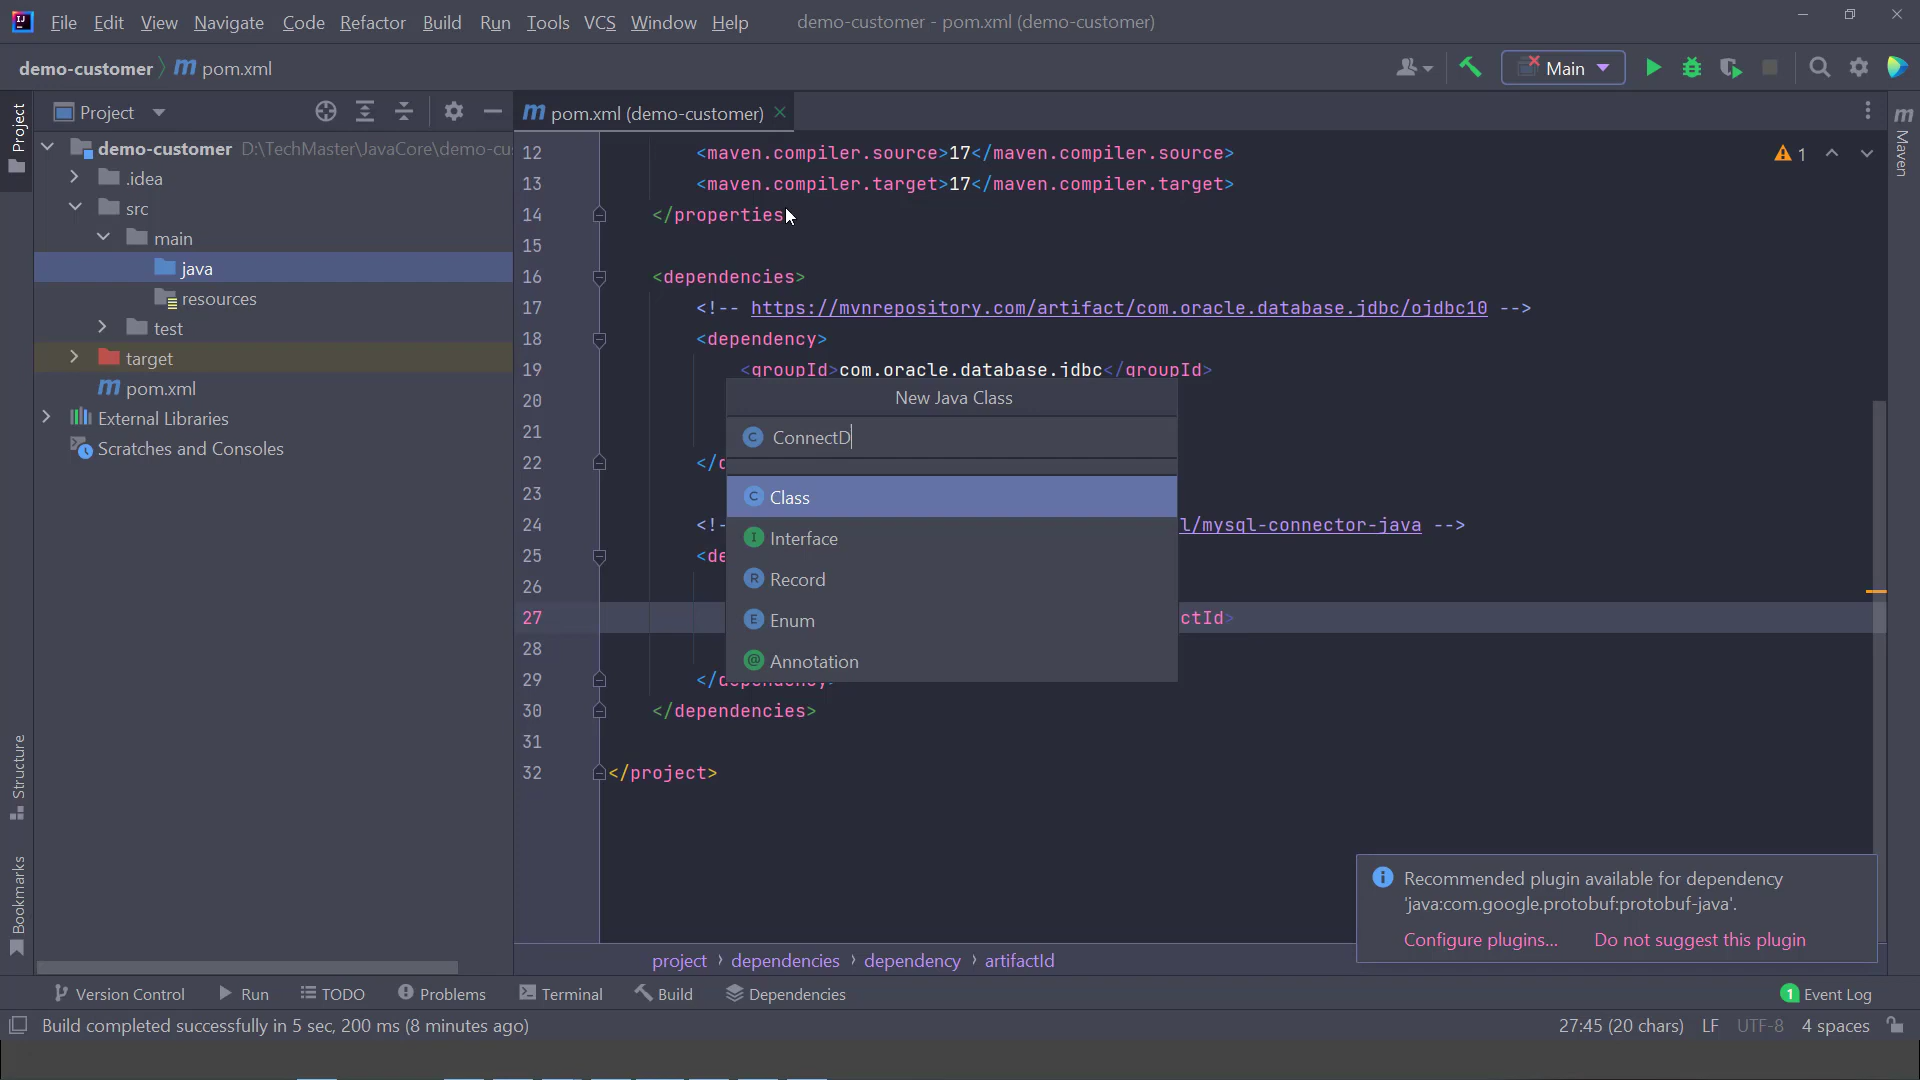 File Edit View Navigate Code Refactor Build Run Tools VCS Window Help demo-customer - pom.xml (demo-customer)
demo-customer m pom.xml Main
Project
Project
m pom.xml (demo-customer)
demo-customer D:\TechMaster\JavaCore\demo-cu
.idea
src
main
java
resources
test
target
m pom.xml
External Libraries
Scratches and Consoles
Structure
Bookmarks
12 <maven.compiler.source>17</maven.compiler.source>
13 <maven.compiler.target>17</maven.compiler.target>
14 </properties
15
16 <dependencies>
17 <!-- https://mvnrepository.com/artifact/com.oracle.database.jdbc/ojdbc10 -->
18 <dependency>
19 <groupId>com.oracle.database.jdbc</groupId>
20
21
22 </d
23
24 <!- l/mysql-connector-java -->
25 <de
26
27 ctId>
28
29 </dependency>
30 </dependencies>
31
32 </project>
1
m Maven
New Java Class
C ConnectD
C Class
I Interface
R Record
E Enum
@ Annotation
Recommended plugin available for dependency
'java:com.google.protobuf:protobuf-java'.
Configure plugins... Do not suggest this plugin
project › dependencies › dependency › artifactId
Version Control Run TODO Problems Terminal Build Dependencies 1 Event Log
Build completed successfully in 5 sec, 200 ms (8 minutes ago) 27:45 (20 chars) LF UTF-8 4 spaces